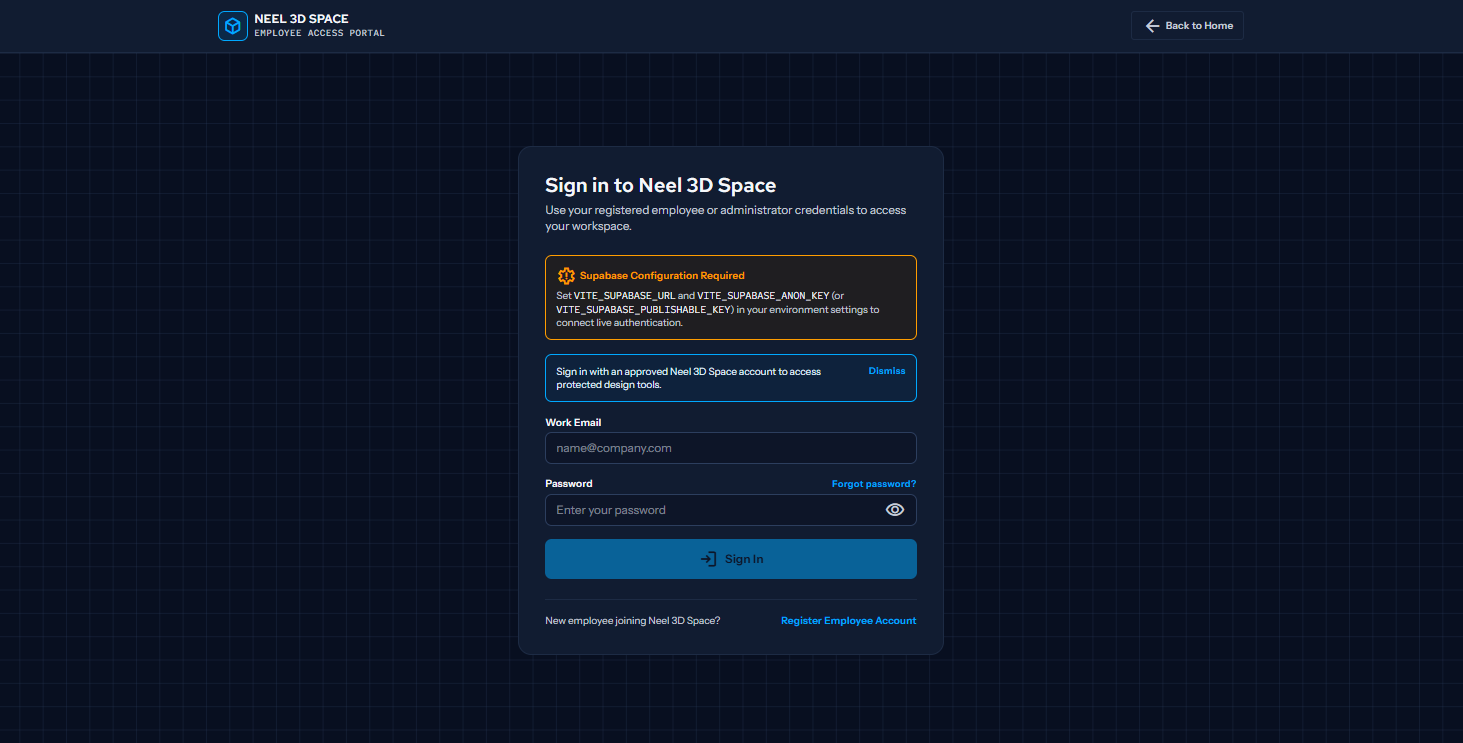 NEEL 3D SPACE
EMPLOYEE ACCESS PORTAL
Back to Home
Sign in to Neel 3D Space
Use your registered employee or administrator credentials to access
your workspace.
Supabase Configuration Required
Set VITE_SUPABASE_URL and VITE_SUPABASE_ANON_KEY (or
VITE_SUPABASE_PUBLISHABLE_KEY) in your environment settings to
connect live authentication.
Sign in with an approved Neel 3D Space account to access
protected design tools.
Dismiss
Work Email
name@company.com
Password
Forgot password?
Enter your password
Sign In
New employee joining Neel 3D Space?
Register Employee Account